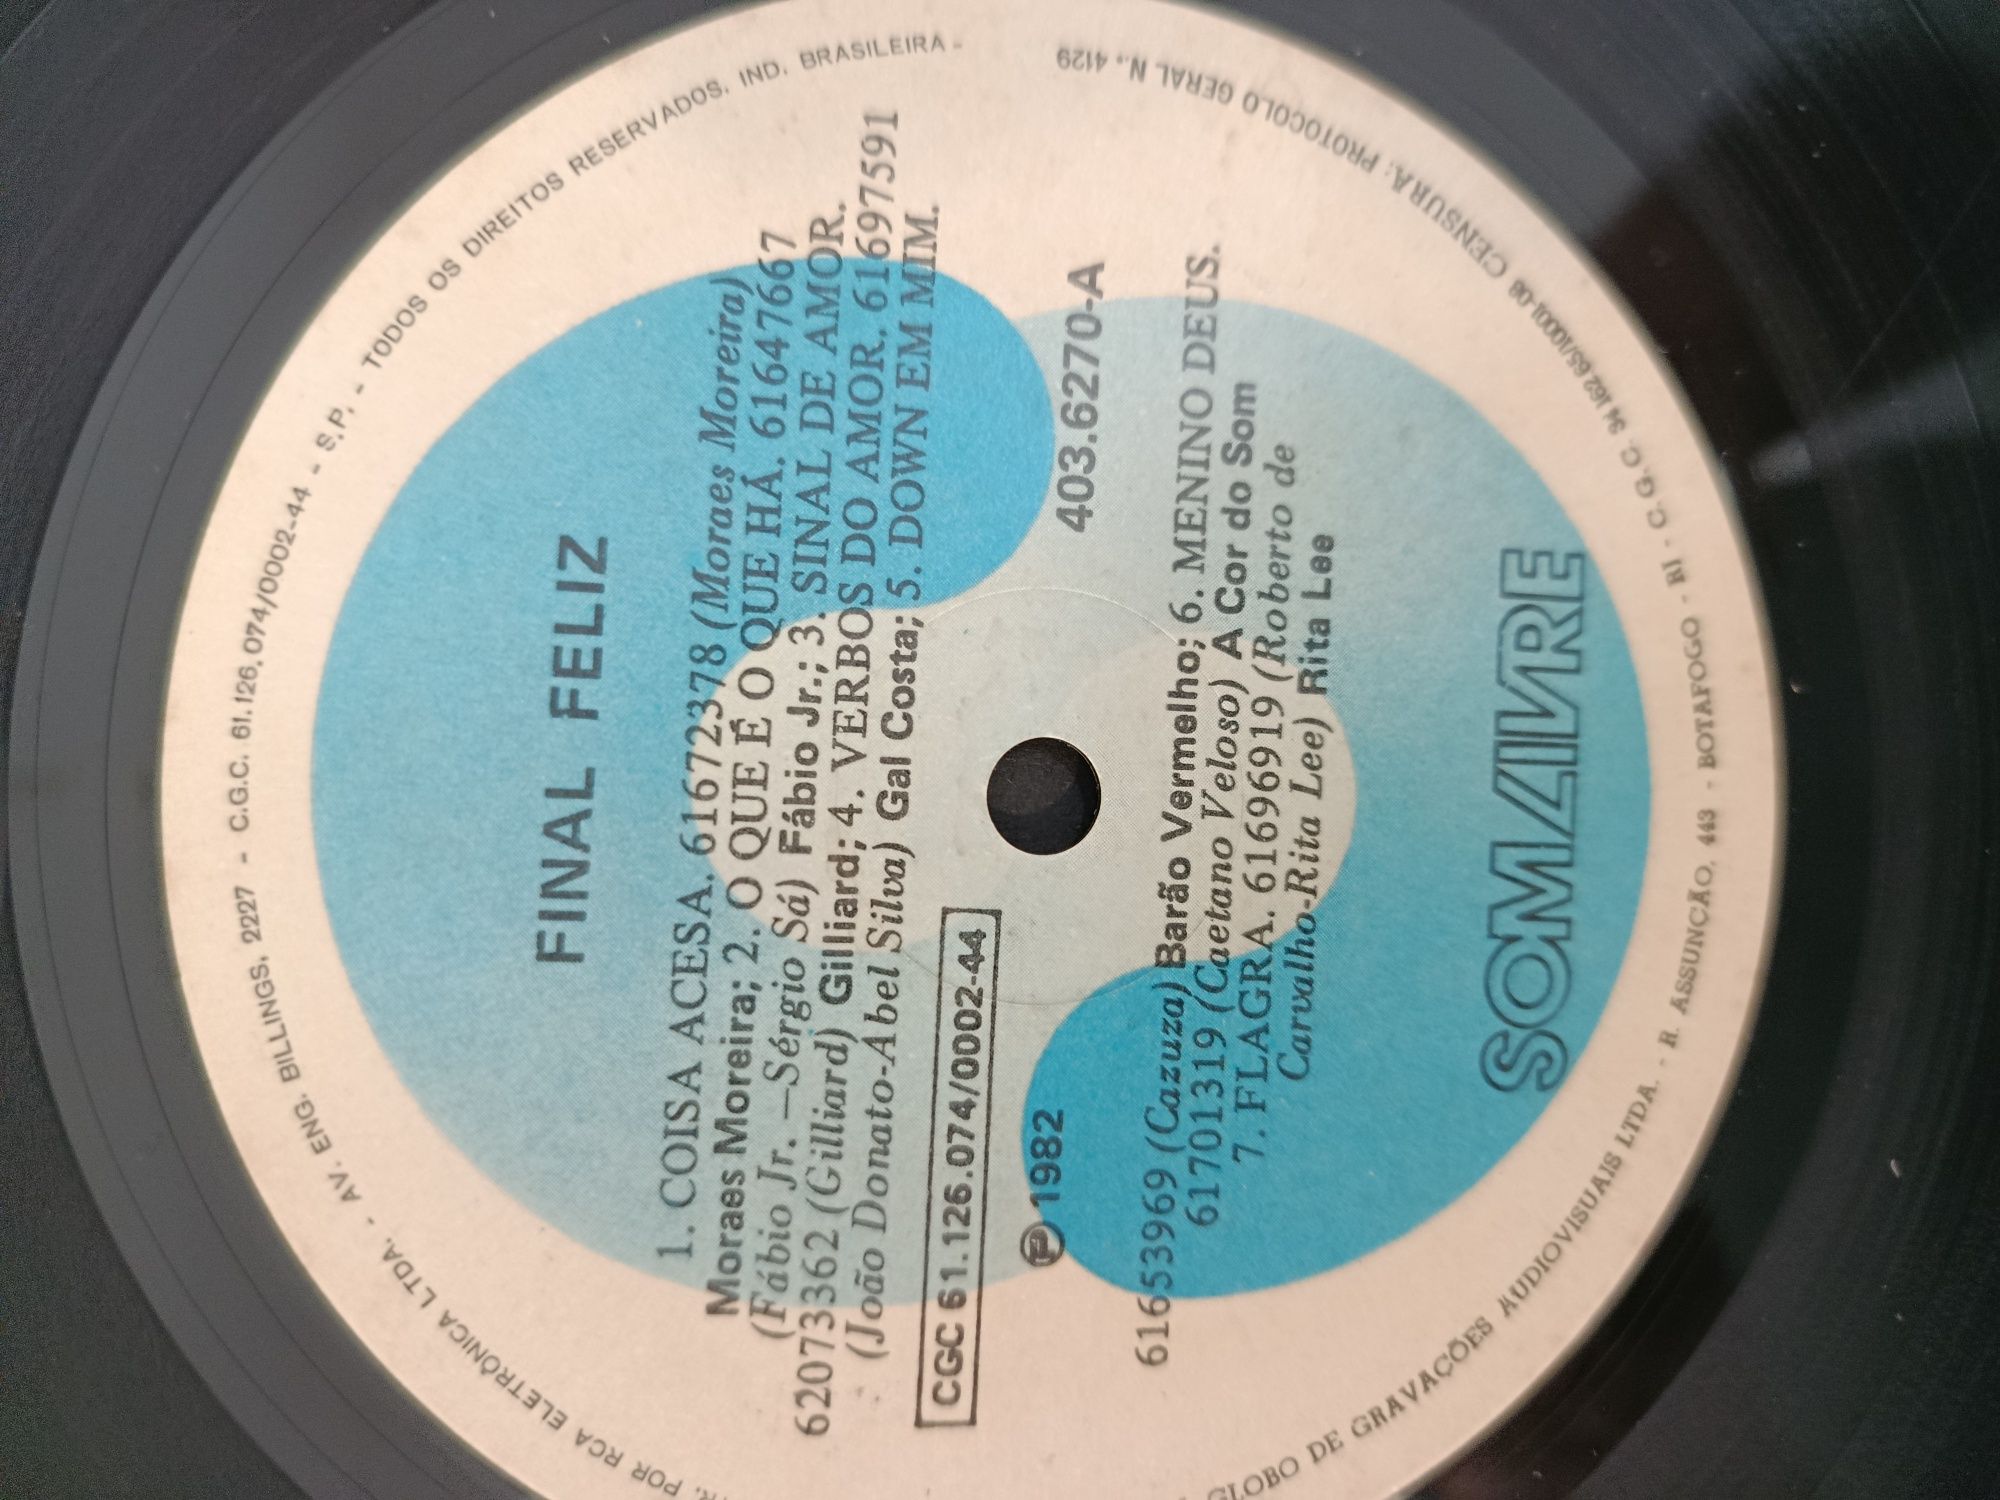 FINAL FELIZ
1. COISA ACESA. 61672378 (Moraes Moreira)
Moraes Moreira; 2. O QUE É O QUE HÁ. 61647667
(Fábio Jr. –Sérgio Sá) Fábio Jr.; 3. SINAL DE AMOR.
62073362 (Gilliard) Gilliard; 4. VERBOS DO AMOR. 61697591
(João Donato-Abel Silva) Gal Costa; 5. DOWN EM MIM.
CGC 61.126.074/0002-44
℗ 1982
403.6270-A
61653969 (Cazuza) Barão Vermelho; 6. MENINO DEUS.
61701319 (Caetano Veloso) A Cor do Som
7. FLAGRA. 61696919 (Roberto de
Carvalho-Rita Lee) Rita Lee
SOM LIVRE
POR RCA ELETRÔNICA LTDA. - AV. ENG. BILLINGS, 2227 - C.G.C. 61.126.074/0002-44 - S.P. - TODOS OS DIREITOS RESERVADOS. IND. BRASILEIRA -
GLOBO DE GRAVAÇÕES AUDIOVISUAIS LTDA. - R. ASSUNÇÃO, 443 - BOTAFOGO - RJ - C.G.C. 34 162 65/10001-08 CENSURA: PROTOCOLO GERAL N.. 4129